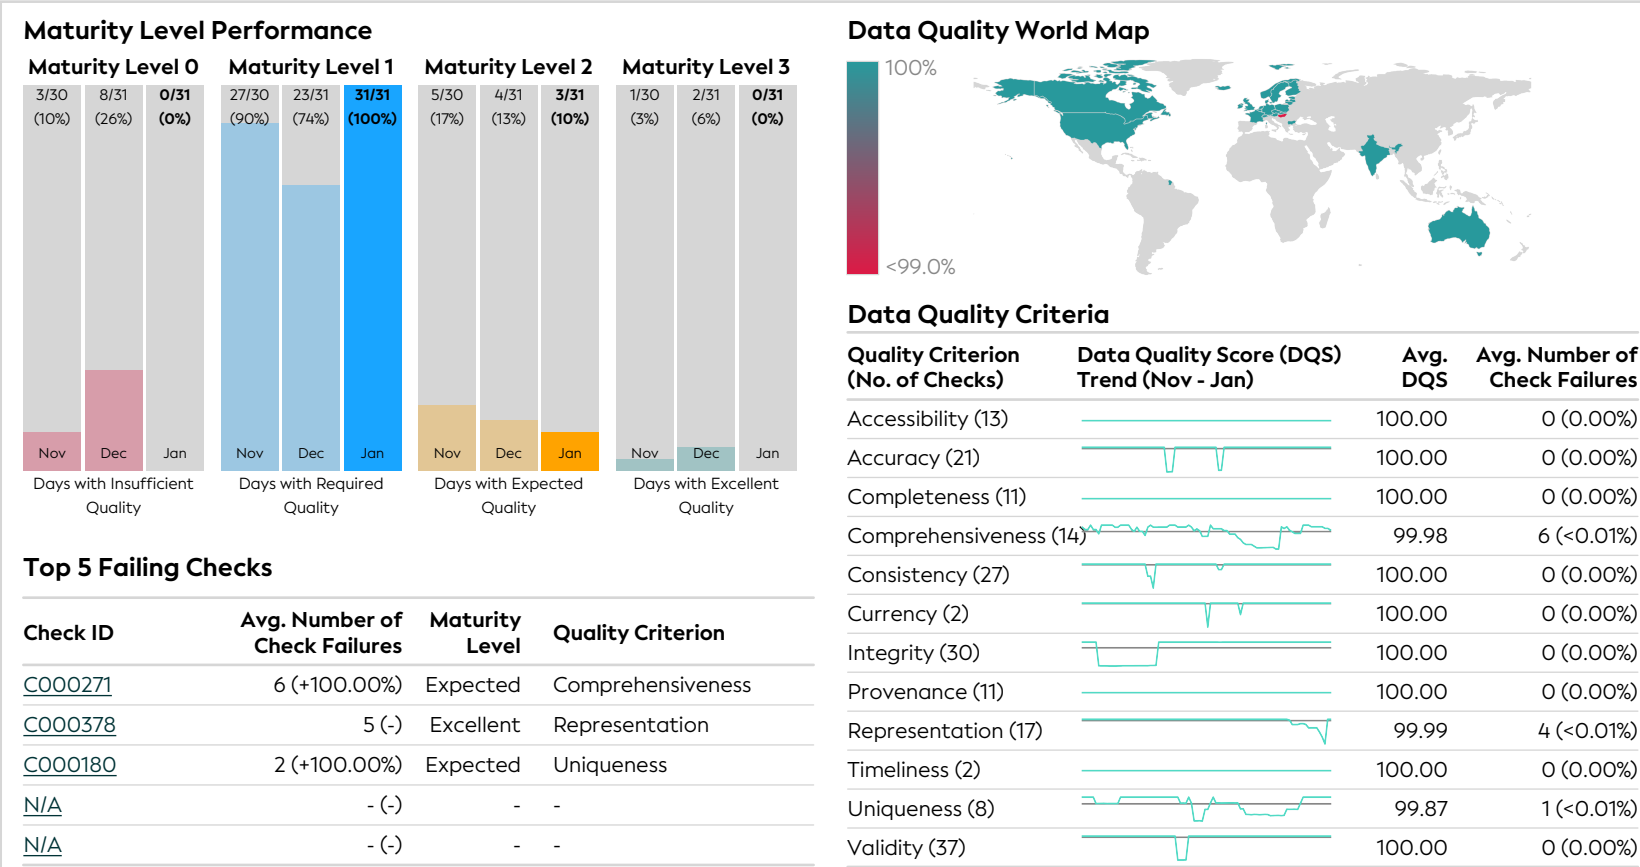 Maturity Level Performance
Maturity Level 0 Maturity Level 1 Maturity Level 2 Maturity Level 3
3/30 8/31 0/31 27/30 23/31 31/31 5/30 4/31 3/31 1/30 2/31 0/31
(10%) (26%) (0%) (90%) (74%) (100%) (17%) (13%) (10%) (3%) (6%) (0%)
Nov Dec Jan Nov Dec Jan Nov Dec Jan Nov Dec Jan
Days with Insufficient Days with Required Days with Expected Days with Excellent
Quality Quality Quality Quality
Top 5 Failing Checks
Check ID Avg. Number of Check Failures Maturity Level Quality Criterion
C000271 6 (+100.00%) Expected Comprehensiveness
C000378 5 (-) Excellent Representation
C000180 2 (+100.00%) Expected Uniqueness
N/A - (-) - -
N/A - (-) - -
Data Quality World Map
100%
<99.0%
Data Quality Criteria
Quality Criterion Data Quality Score (DQS) Avg. Avg. Number of
(No. of Checks) Trend (Nov - Jan) DQS Check Failures
Accessibility (13) 100.00 0 (0.00%)
Accuracy (21) 100.00 0 (0.00%)
Completeness (11) 100.00 0 (0.00%)
Comprehensiveness (14) 99.98 6 (<0.01%)
Consistency (27) 100.00 0 (0.00%)
Currency (2) 100.00 0 (0.00%)
Integrity (30) 100.00 0 (0.00%)
Provenance (11) 100.00 0 (0.00%)
Representation (17) 99.99 4 (<0.01%)
Timeliness (2) 100.00 0 (0.00%)
Uniqueness (8) 99.87 1 (<0.01%)
Validity (37) 100.00 0 (0.00%)